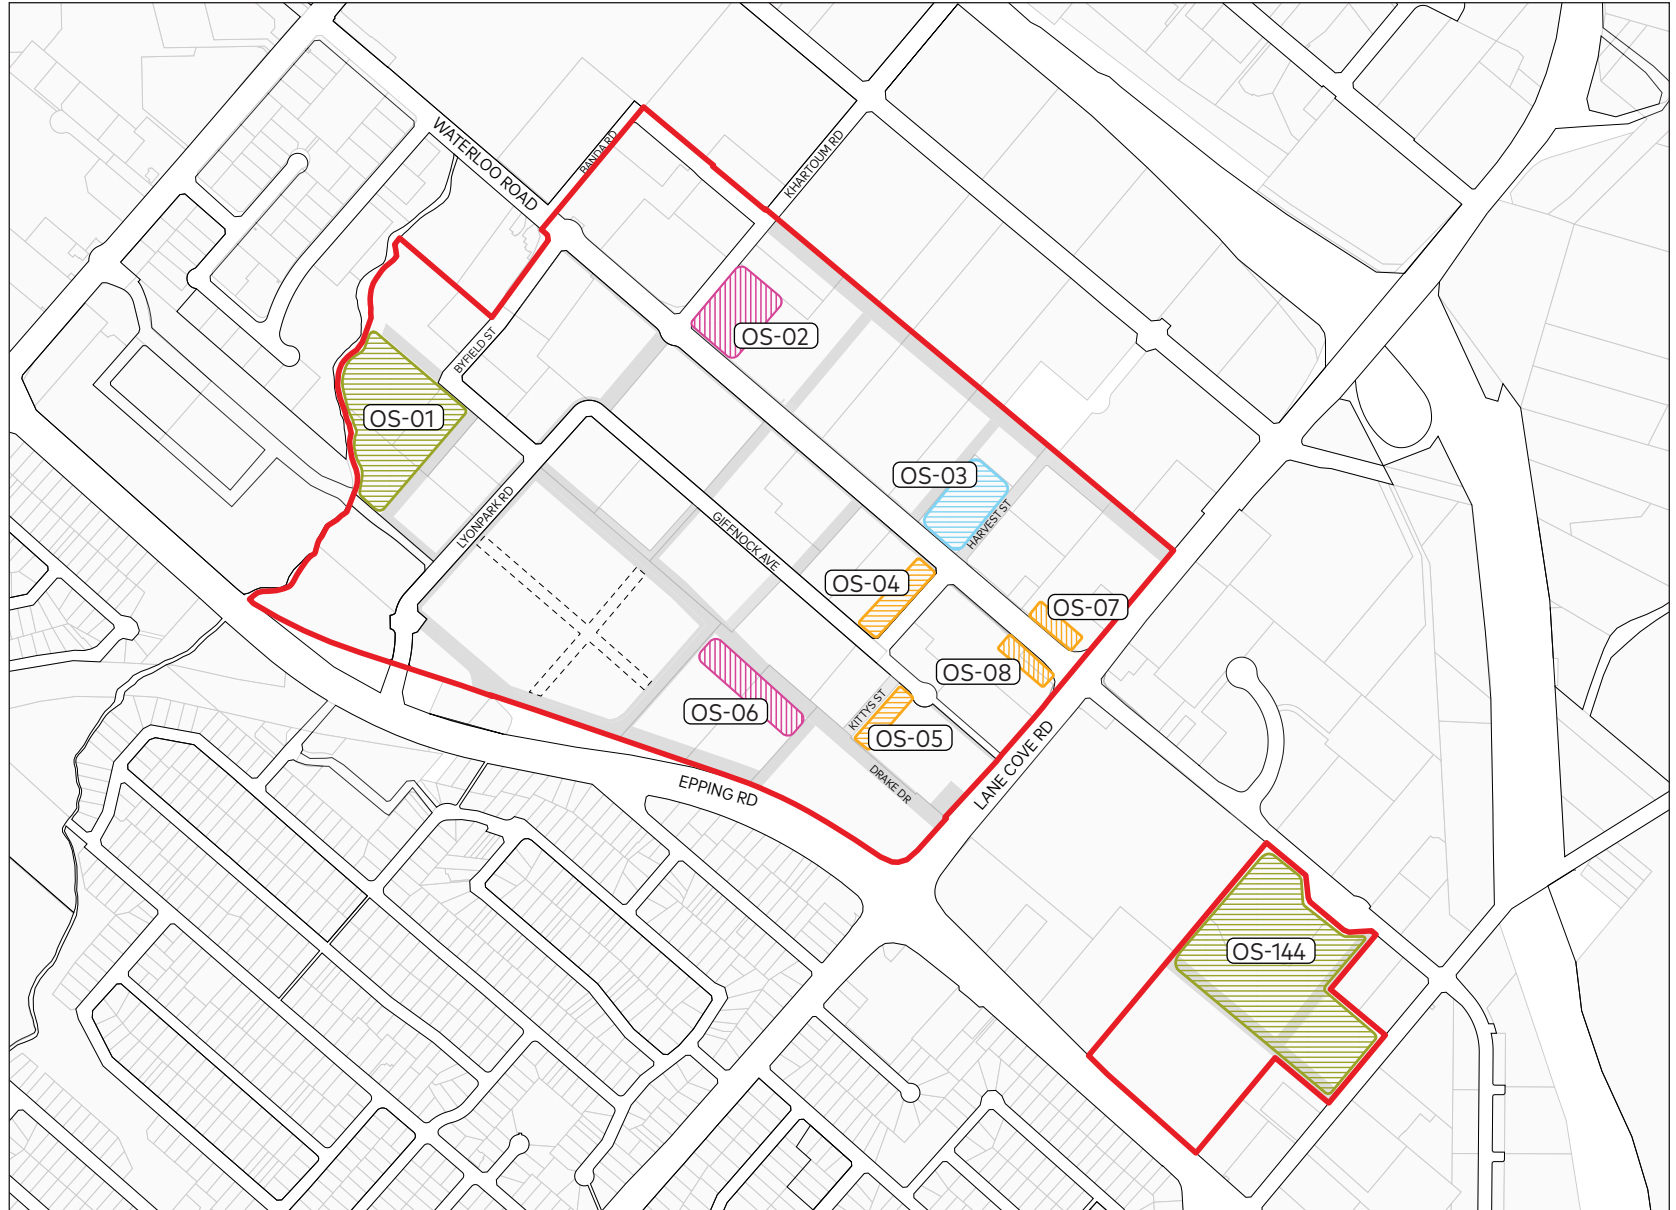 WATERLOO ROAD
BANDA RD
KHARTOUM RD
OS-02
BYFIELD ST
OS-01
OS-03
LYONPARK RD
GIFFNOCK AVE
HARVEST ST
OS-04
OS-07
OS-08
OS-06
KITTYS ST
OS-05
LANE COVE RD
DRAKE DR
EPPING RD
OS-144